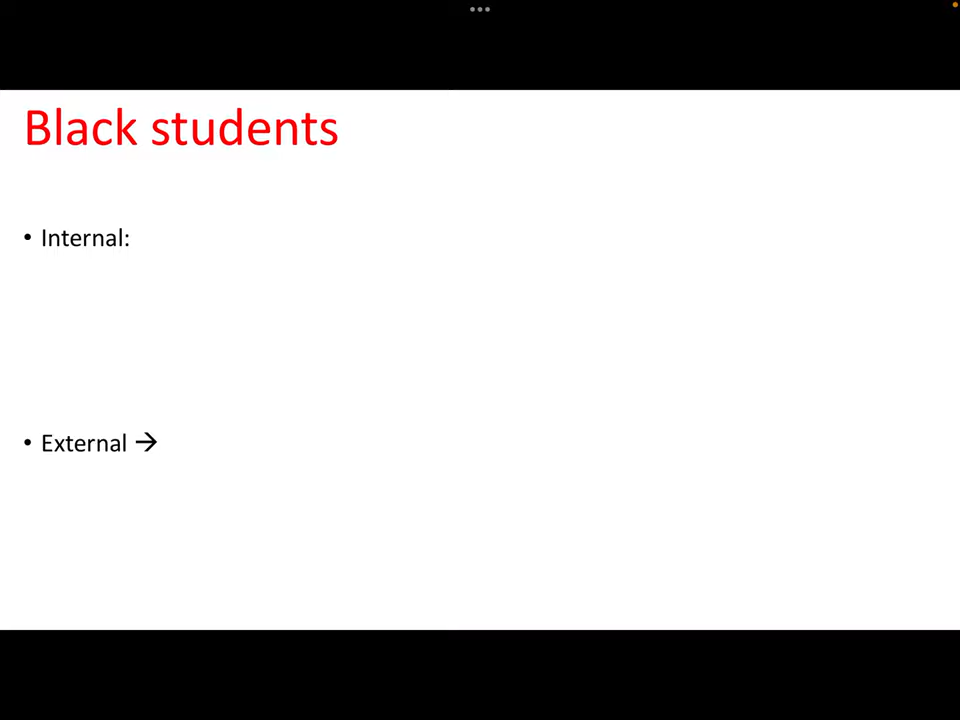 Black students
• Internal:
• External →